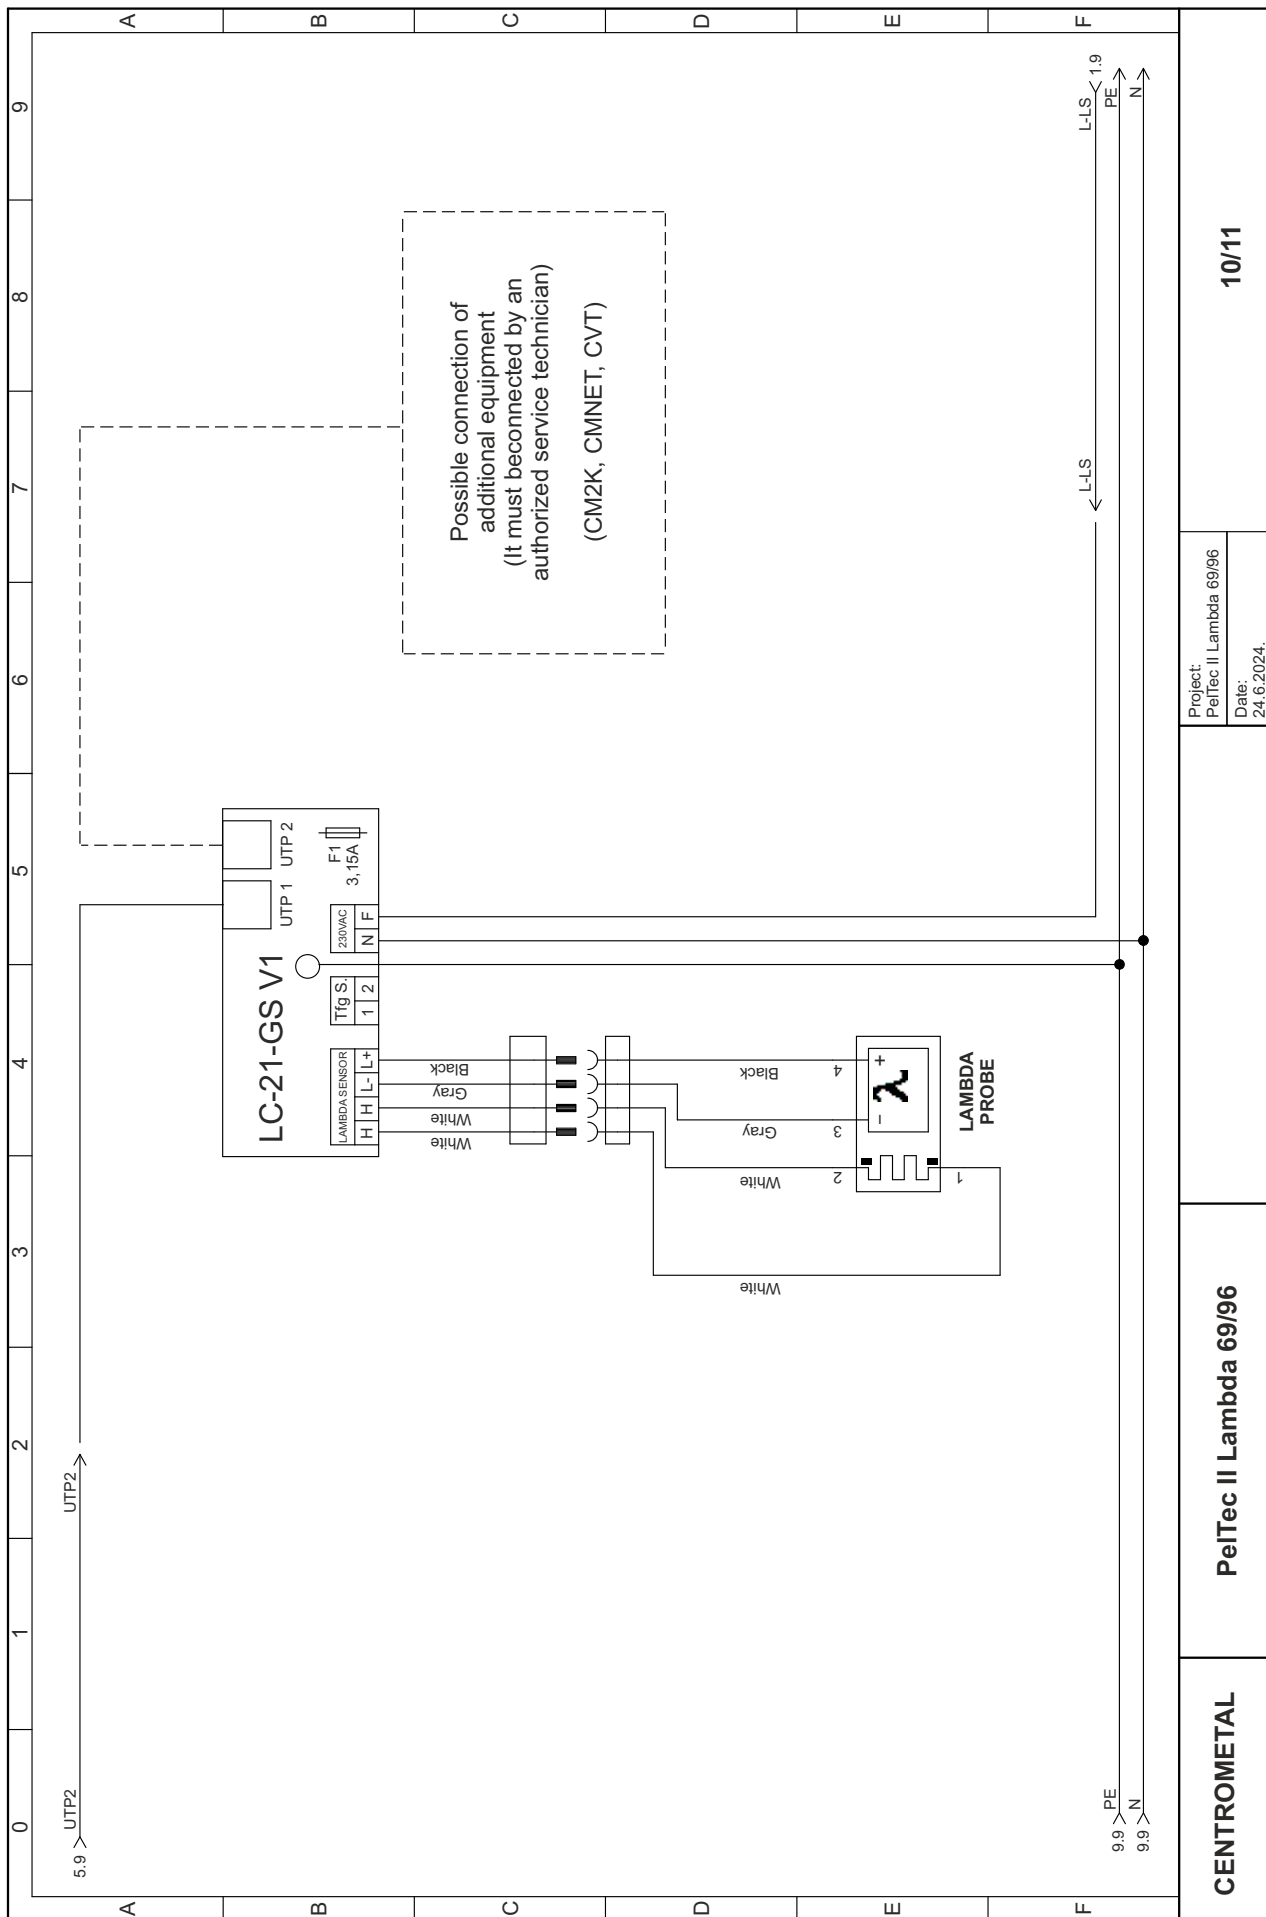 0 1 2 3 4 5 6 7 8 9
A
B
C
D
E
F
A
B
C
D
E
F
5.9
UTP2
UTP2
LC-21-GS V1
UTP 1
UTP 2
F1
3,15A
LAMBDA SENSOR
H H L- L+
Tfg S.
1 2
230VAC
N F
White
White
Gray
Black
White
White
Gray
Black
1
2
3
4
− +
λ
LAMBDA
PROBE
Possible connection of
additional equipment
(It must beconnected by an
authorized service technician)
(CM2K, CMNET, CVT)
L-LS
L-LS
1.9
9.9
PE
PE
9.9
N
N
CENTROMETAL
PelTec II Lambda 69/96
Project:
PelTec II Lambda 69/96
Date:
24.6.2024.
10/11